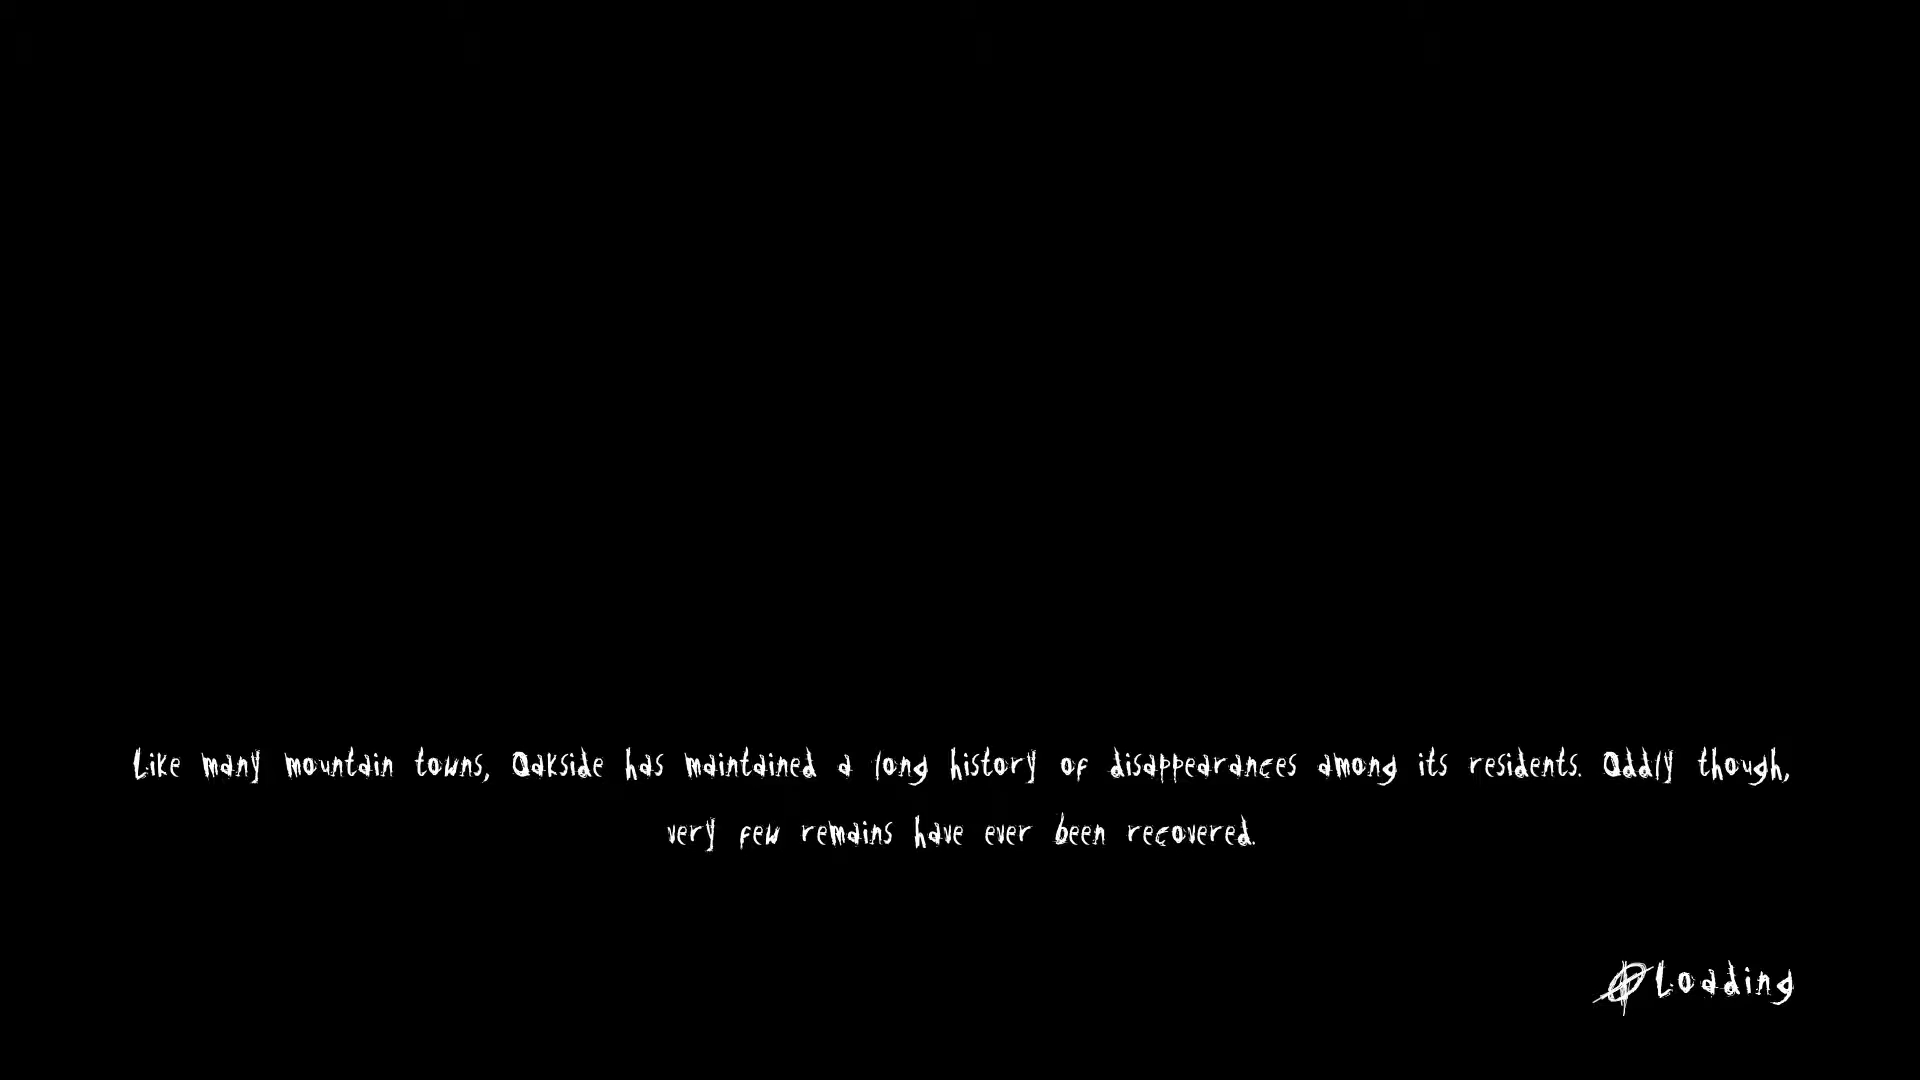 Like many mountain towns, Oakside has maintained a long history of disappearances among its residents. Oddly though,
very few remains have ever been recovered.
Loading